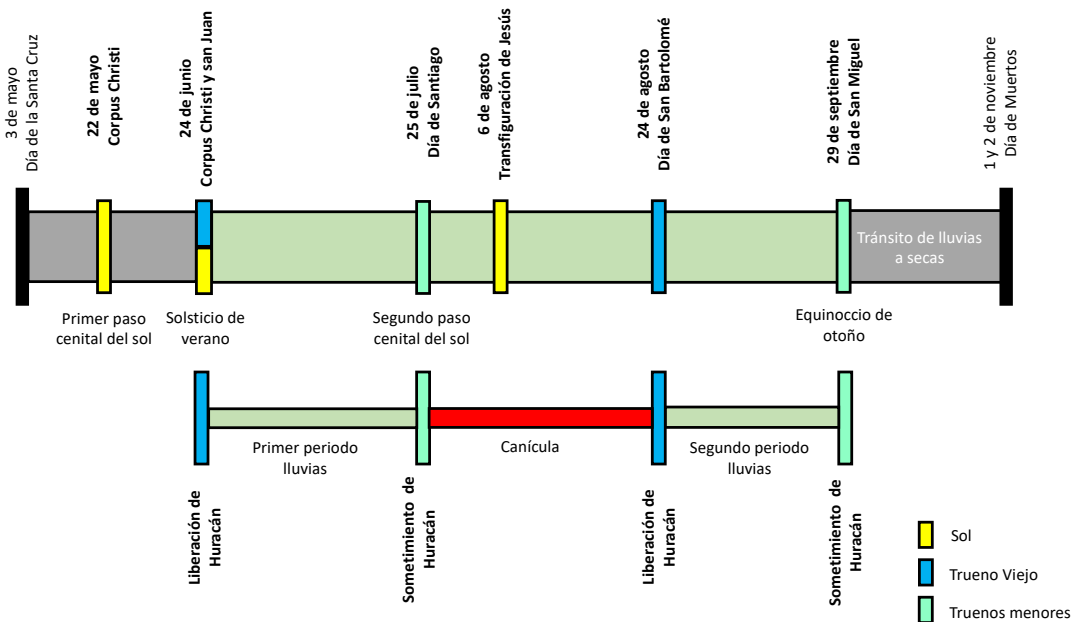 3 de mayo
Día de la Santa Cruz
22 de mayo
Corpus Christi
24 de junio
Corpus Christi y san Juan
25 de julio
Día de Santiago
6 de agosto
Transfiguración de Jesús
24 de agosto
Día de San Bartolomé
29 de septiembre
Día de San Miguel
1 y 2 de noviembre
Día de Muertos
Tránsito de lluvias
a secas
Primer paso
cenital del sol
Solsticio de
verano
Segundo paso
cenital del sol
Equinoccio de
otoño
Primer periodo
lluvias
Canícula
Segundo periodo
lluvias
Liberación de
Huracán
Sometimiento de
Huracán
Liberación de
Huracán
Sometimiento de
Huracán
Sol
Trueno Viejo
Truenos menores